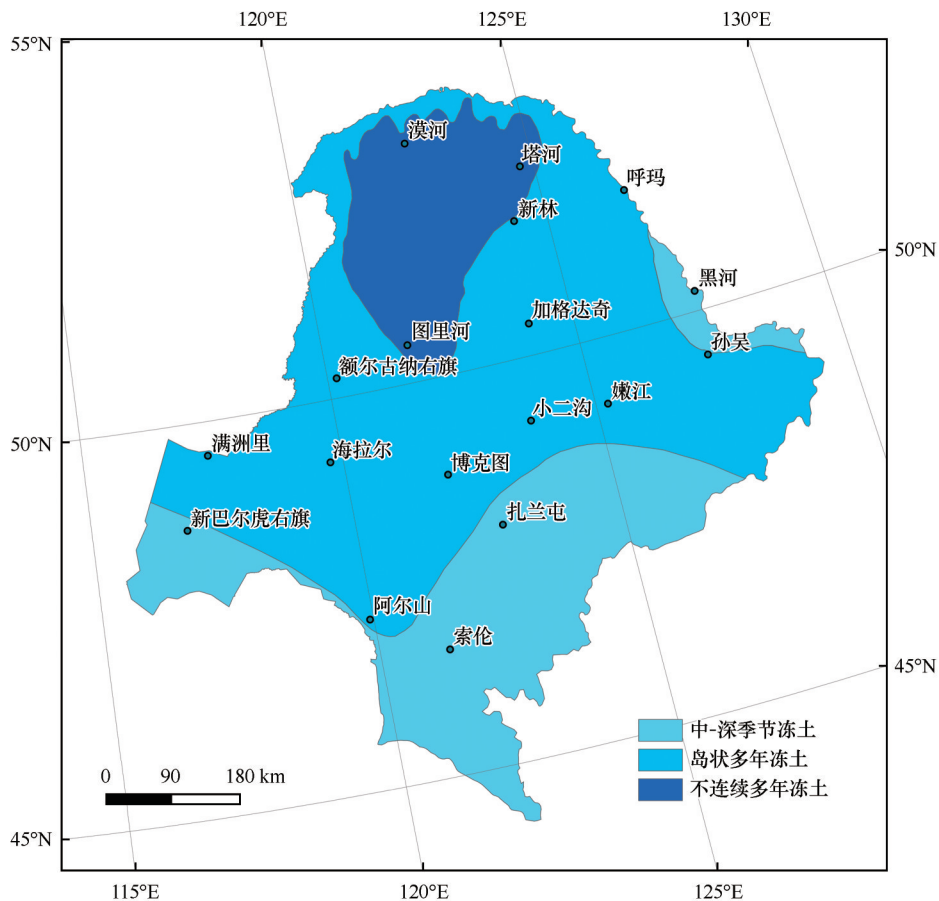 120°E
125°E
130°E
55°N
漠河
塔河
呼玛
新林
50°N
黑河
加格达奇
图里河
孙吴
额尔古纳右旗
嫩江
小二沟
50°N
满洲里
海拉尔
博克图
新巴尔虎右旗
扎兰屯
阿尔山
索伦
45°N
中-深季节冻土
岛状多年冻土
不连续多年冻土
0 90 180 km
45°N
115°E
120°E
125°E